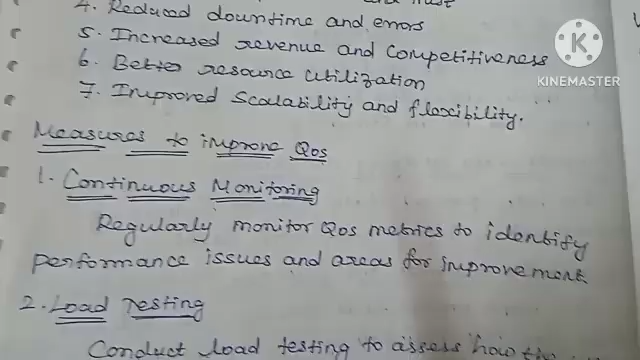 4. Reduced downtime and errors
5. Increased revenue and competitiveness
6. Better resource utilization
7. Improved scalability and flexibility.
KINEMASTER
Measures to improve QoS
1. Continuous Monitoring
Regularly monitor QoS metrics to identify
performance issues and areas for improvement
2. Load Testing
Conduct load testing to assess how the